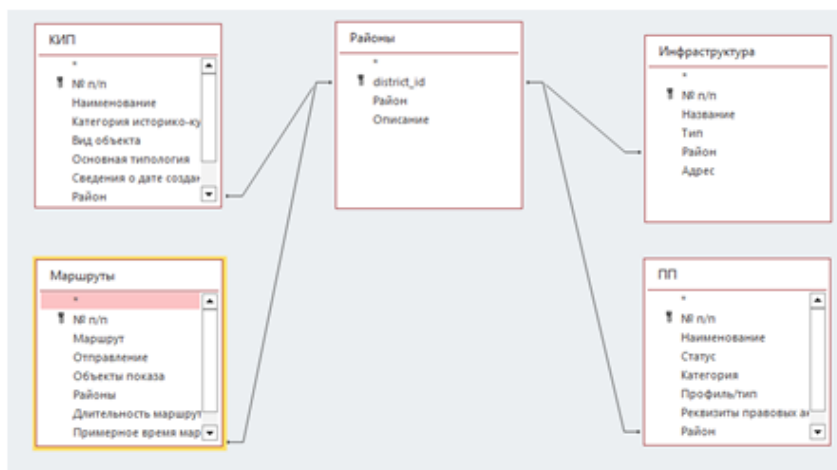 КИП
*
№ п/п
Наименование
Категория историко-ку
Вид объекта
Основная типология
Сведения о дате создан
Район
Районы
*
district_id
Район
Описание
Инфраструктура
*
№ п/п
Название
Тип
Район
Адрес
Маршруты
*
№ п/п
Маршрут
Отправление
Объекты показа
Районы
Длительность маршрут
Примерное время мар
ПП
*
№ п/п
Наименование
Статус
Категория
Профиль/тип
Реквизиты правовых ак
Район